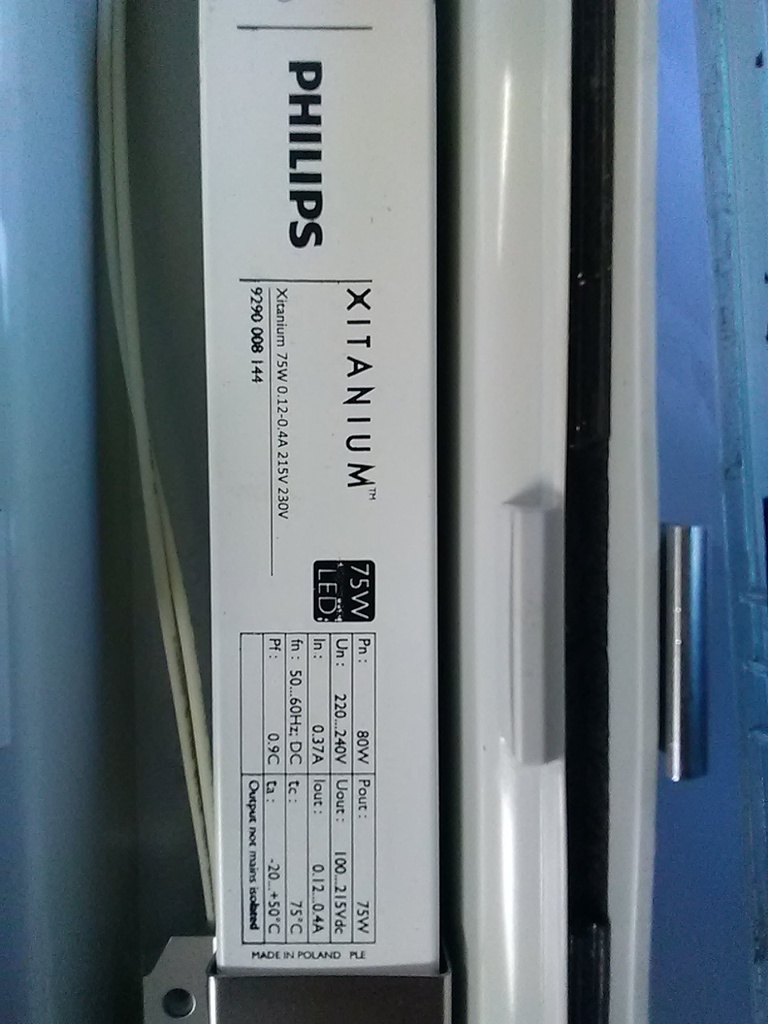 PHILIPS
XITANIUM™
Xitanium 75W 0.12-0.4A 215V 230V
9290 008 144
75W
LED
Pn : 80W Pout : 75W
Un : 220...240V Uout : 100...215Vdc
In : 0.37A Iout : 0.12...0.4A
fn : 50...60Hz; DC tc : 75°C
Pf : 0.9C ta : -20...+50°C
Output not mains isolated
MADE IN POLAND PLE